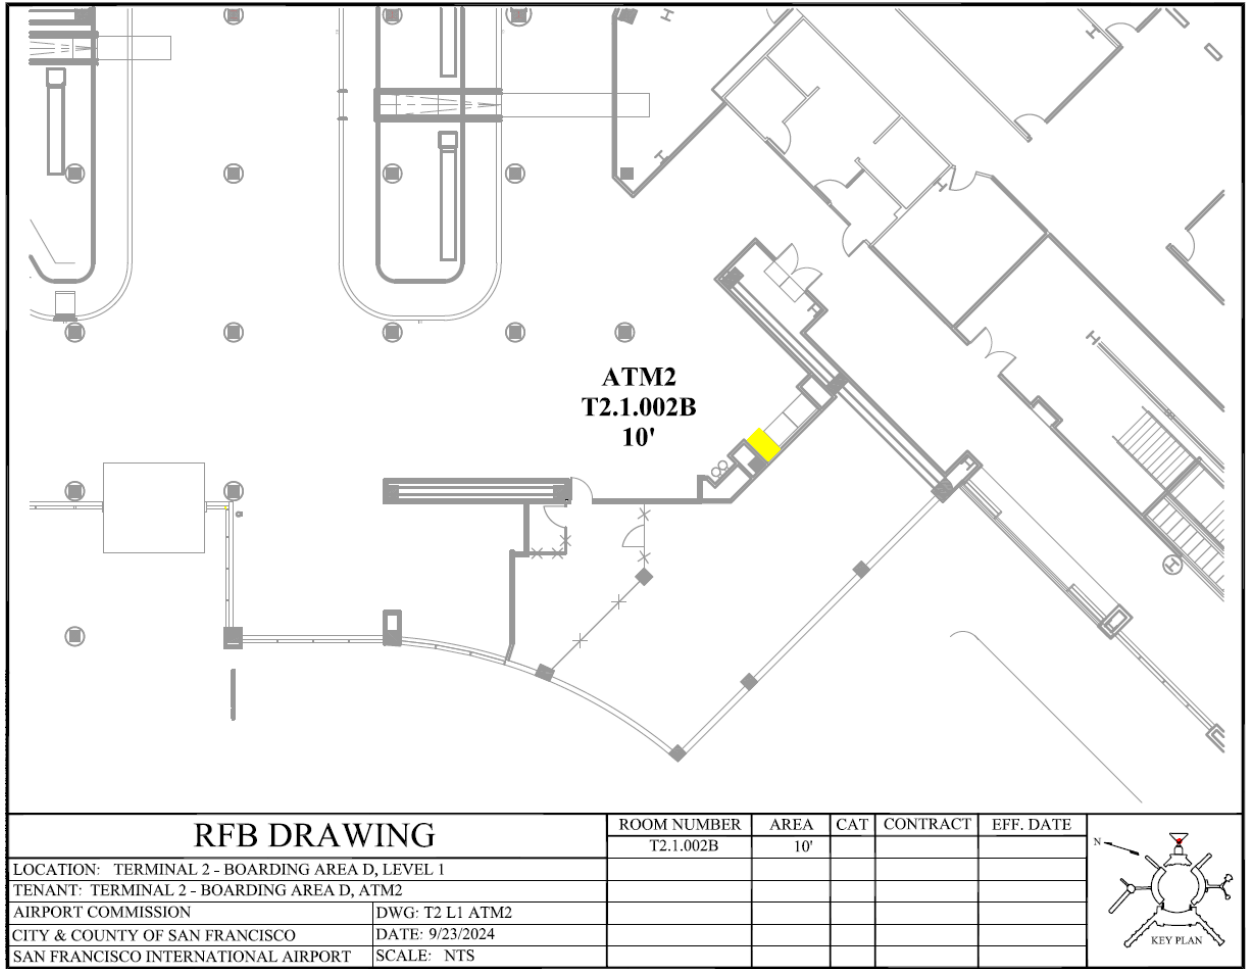 ATM2
T2.1.002B
10'
RFB DRAWING
LOCATION: TERMINAL 2 - BOARDING AREA D, LEVEL 1
TENANT: TERMINAL 2 - BOARDING AREA D, ATM2
AIRPORT COMMISSION DWG: T2 L1 ATM2
CITY & COUNTY OF SAN FRANCISCO DATE: 9/23/2024
SAN FRANCISCO INTERNATIONAL AIRPORT SCALE: NTS
ROOM NUMBER AREA CAT CONTRACT EFF. DATE
T2.1.002B 10'
N
KEY PLAN